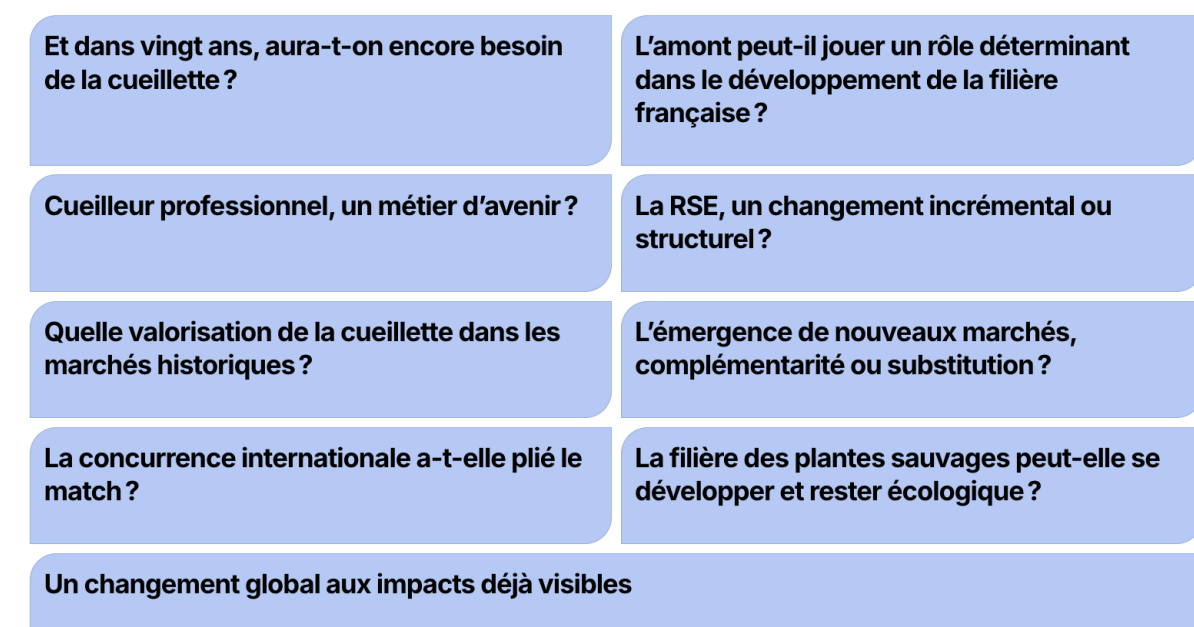 Et dans vingt ans, aura-t-on encore besoin
de la cueillette ?
L’amont peut-il jouer un rôle déterminant
dans le développement de la filière
française ?
Cueilleur professionnel, un métier d’avenir ?
La RSE, un changement incrémental ou
structurel ?
Quelle valorisation de la cueillette dans les
marchés historiques ?
L’émergence de nouveaux marchés,
complémentarité ou substitution ?
La concurrence internationale a-t-elle plié le
match ?
La filière des plantes sauvages peut-elle se
développer et rester écologique ?
Un changement global aux impacts déjà visibles